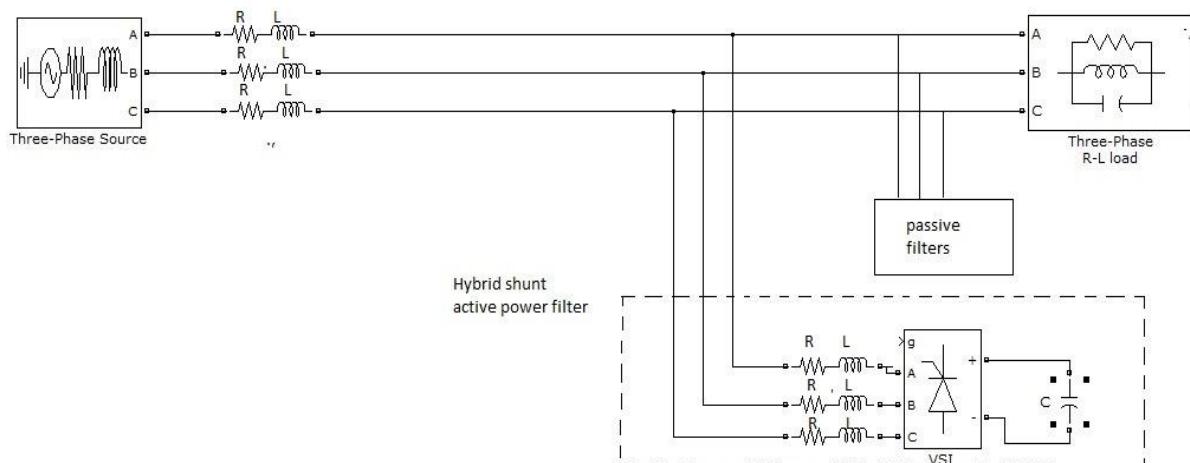 R L
A
R L
B
R L
C
Three-Phase Source
A
B
C
Three-Phase
R-L load
passive
filters
Hybrid shunt
active power filter
R L
g
A
+
R L
B
C
-
R L
C
VSI